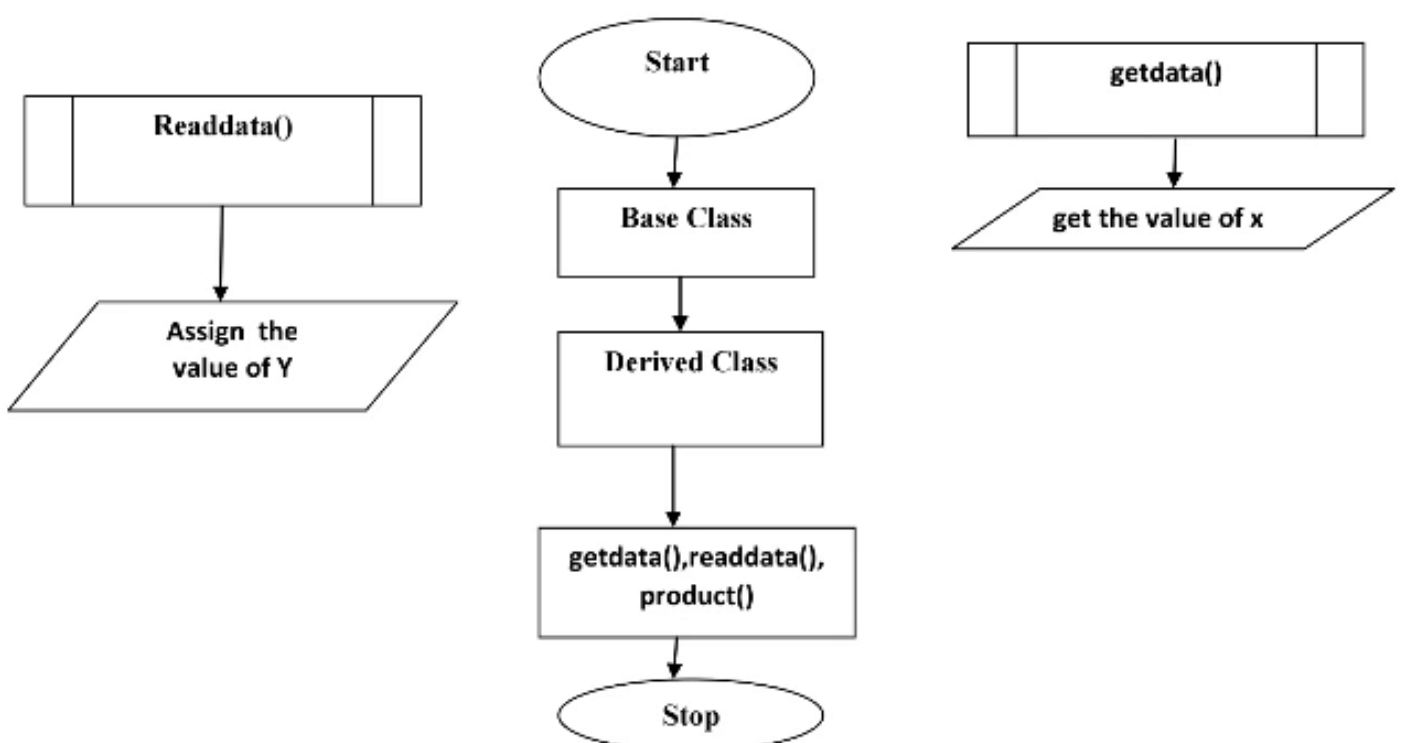 Start
Base Class
Derived Class
getdata(),readdata(),
product()
Stop
Readdata()
Assign the
value of Y
getdata()
get the value of x